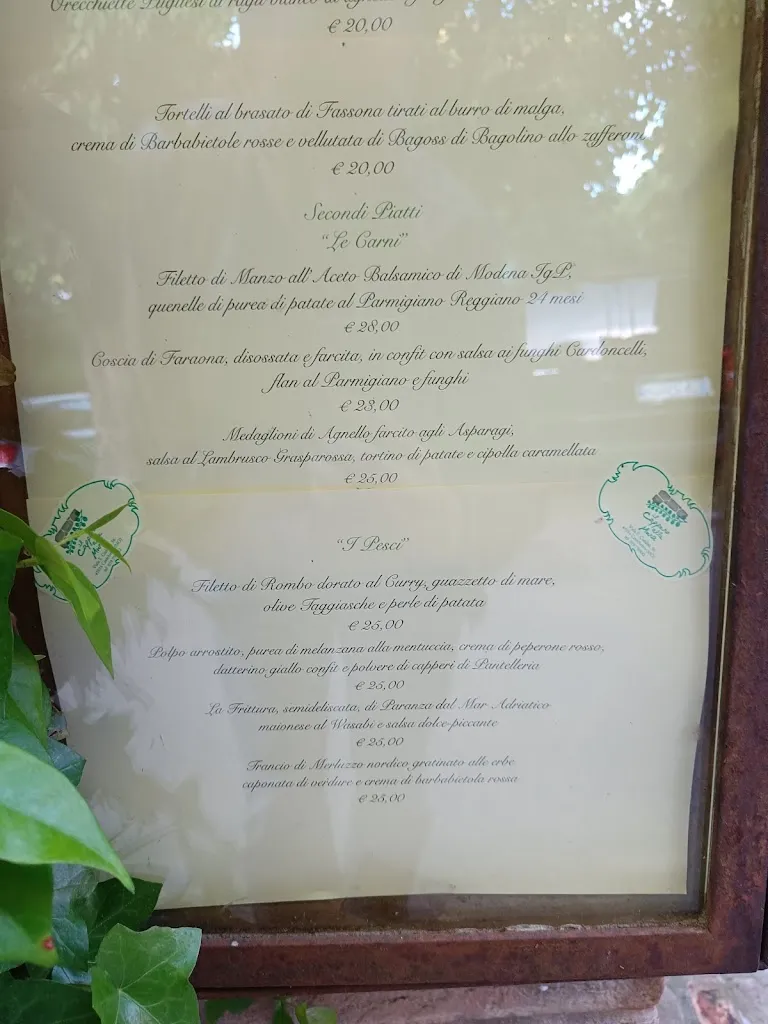 Orecchiette Pugliesi al ragù bianco di
€ 20,00
Tortelli al brasato di Fassona tirati al burro di malga,
crema di Barbabietole rosse e vellutata di Bagoss di Bagolino allo zafferano
€ 20,00
Secondi Piatti
“Le Carni”
Filetto di Manzo all' Aceto Balsamico di Modena IgP,
quenelle di purea di patate al Parmigiano Reggiano 24 mesi
€ 28,00
Coscia di Faraona, disossata e farcita, in confit con salsa ai funghi Cardoncelli,
flan al Parmigiano e funghi
€ 23,00
Medaglioni di Agnello farcito agli Asparagi,
salsa al Lambrusco Grasparossa, tortino di patate e cipolla caramellata
€ 25,00
“I Pesci”
Filetto di Rombo dorato al Curry, guazzetto di mare,
olive Taggiasche e perle di patata
€ 25,00
Polpo arrostito, purea di melanzana alla mentuccia, crema di peperone rosso,
datterino giallo confit e polvere di capperi di Pantelleria
€ 25,00
La Frittura, semideliscata, di Paranza dal Mar Adriatico
maionese al Wasabi e salsa dolce-piccante
€ 25,00
Trancio di Merluzzo nordico gratinato alle erbe
caponata di verdure e crema di barbabietola rossa
€ 25,00